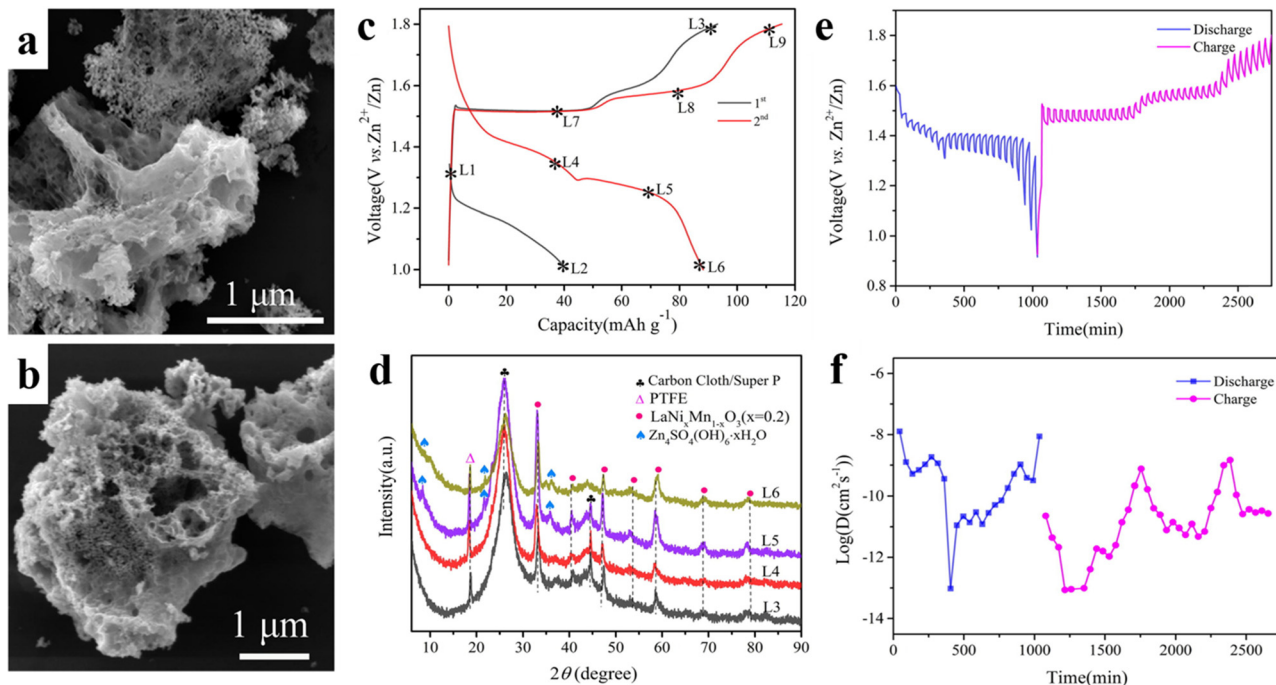 a
1 μm
b
1 μm
c
Voltage(V vs.Zn²⁺/Zn)
1.8
1.6
1.4
1.2
1.0
L3
L9
L7
L8
1ˢᵗ
2ⁿᵈ
L1
L4
L5
L2
L6
0 20 40 60 80 100 120
Capacity(mAh g⁻¹)
d
Intensity(a.u.)
♣ Carbon Cloth/Super P
Δ PTFE
● LaNiₓMn₁₋ₓO₃(x=0.2)
♠ Zn₄SO₄(OH)₆·xH₂O
L6
L5
L4
L3
10 20 30 40 50 60 70 80 90
2θ (degree)
e
Voltage(V vs. Zn²⁺/Zn)
1.8
1.6
1.4
1.2
1.0
0.8
Discharge
Charge
0 500 1000 1500 2000 2500
Time(min)
f
Log(D(cm² s⁻¹))
-6
-8
-10
-12
-14
Discharge
Charge
0 500 1000 1500 2000 2500
Time(min)